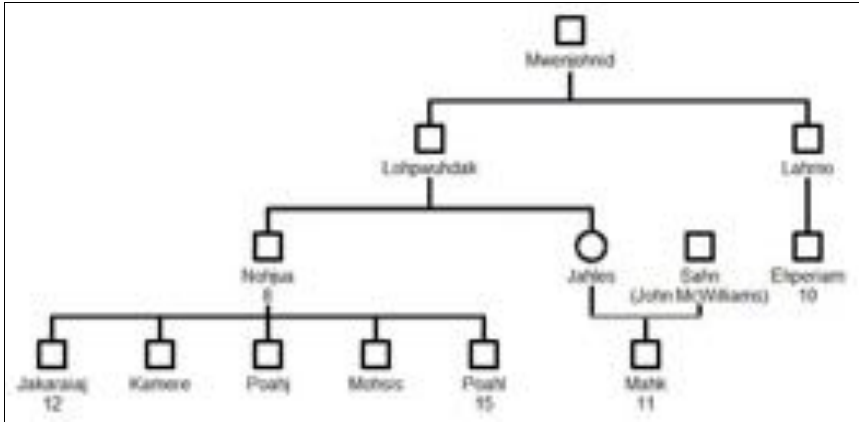 Mwenjohnid
Lohpwuhdak
Lahmo
Nohjua
8
Jahles
Sahn
(John McWilliams)
Ehperiam
10
Jakaraiaj
12
Kamere
Poahj
Mohsis
Poahl
15
Mahk
11